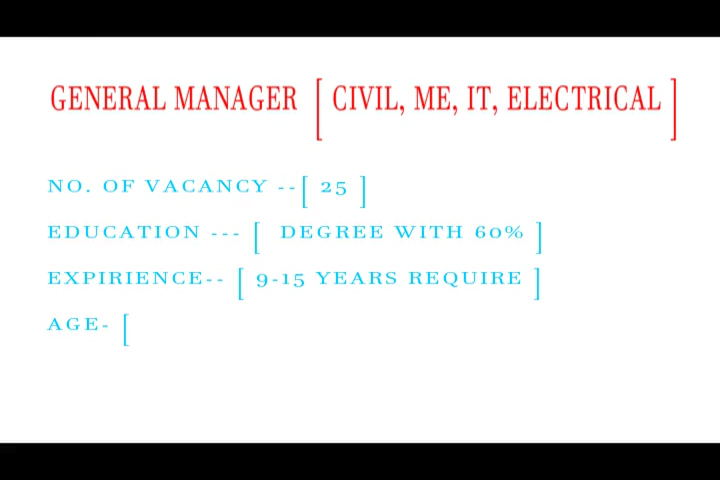 GENERAL MANAGER [ CIVIL, ME, IT, ELECTRICAL ]
NO. OF VACANCY --[ 25 ]
EDUCATION --- [ DEGREE WITH 60% ]
EXPIRIENCE-- [ 9-15 YEARS REQUIRE ]
AGE- [